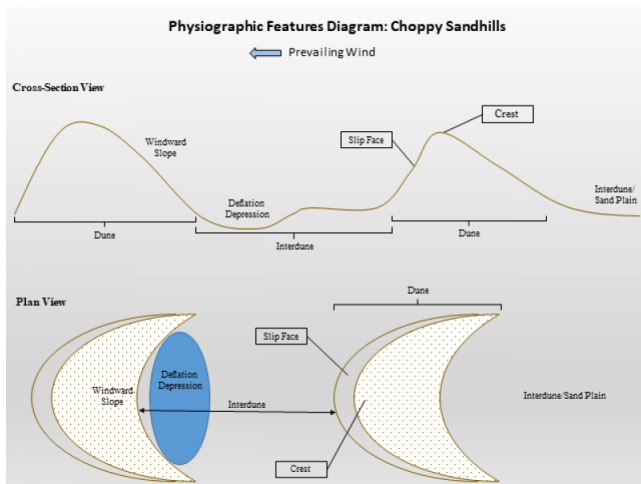 Physiographic Features Diagram: Choppy Sandhills
Prevailing Wind
Cross-Section View
Windward
Slope
Slip Face
Crest
Deflation
Depression
Interdune/
Sand Plain
Dune
Interdune
Dune
Plan View
Dune
Slip Face
Windward
Slope
Deflation
Depression
Interdune
Interdune/Sand Plain
Crest